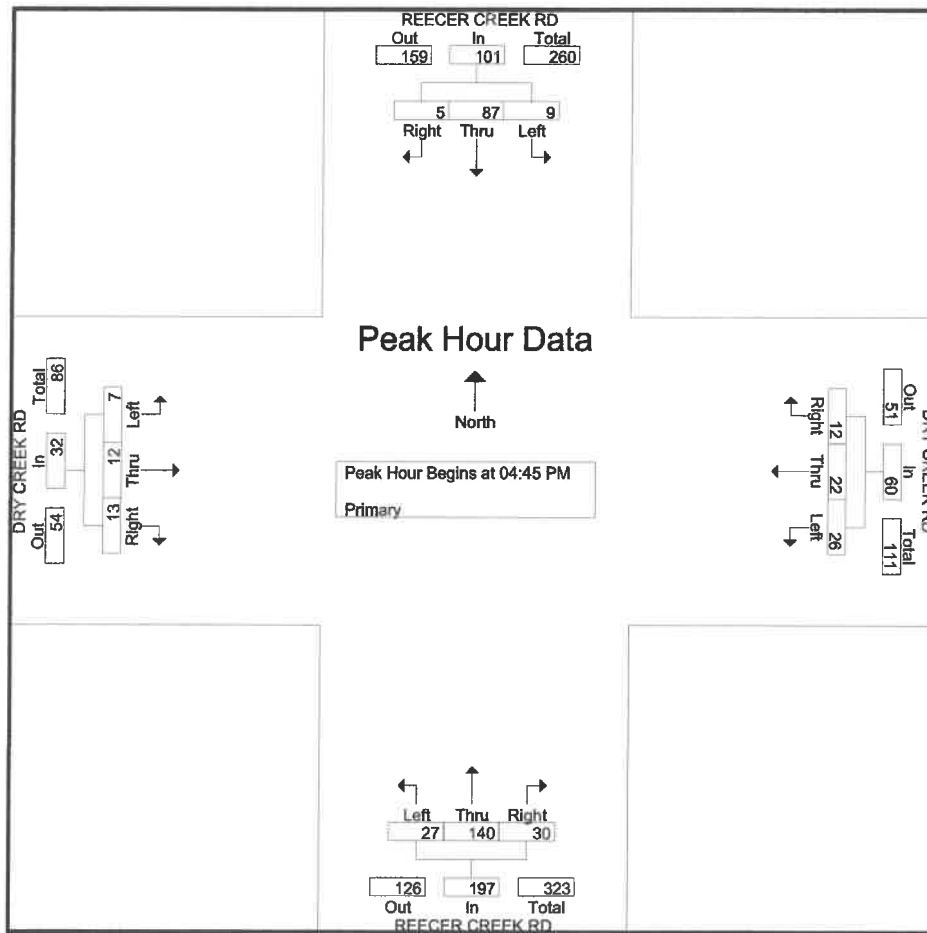 REECER CREEK RD
Out In Total
159 101 260
5 87 9
Right Thru Left
Peak Hour Data
North
Peak Hour Begins at 04:45 PM
Primary
DRY CREEK RD
Total In Out
86 32 54
7 12 13
Left Thru Right
Right Thru Left
12 22 26
51 60 111
Out In Total
DRY CREEK RD
Left Thru Right
27 140 30
126 197 323
Out In Total
REECER CREEK RD